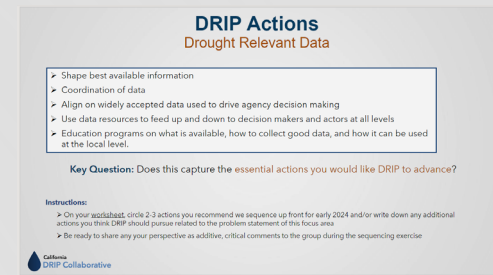 DRIP Actions
Drought Relevant Data
➢ Shape best available information
➢ Coordination of data
➢ Align on widely accepted data used to drive agency decision making
➢ Use data resources to feed up and down to decision makers and actors at all levels
➢ Education programs on what is available, how to collect good data, and how it can be used
at the local level.
Key Question: Does this capture the essential actions you would like DRIP to advance?
Instructions:
➢ On your worksheet, circle 2-3 actions you recommend we sequence up front for early 2024 and/or write down any additional
actions you think DRIP should pursue related to the problem statement of this focus area
➢ Be ready to share any your perspective as additive, critical comments to the group during the sequencing exercise
California
DRIP Collaborative